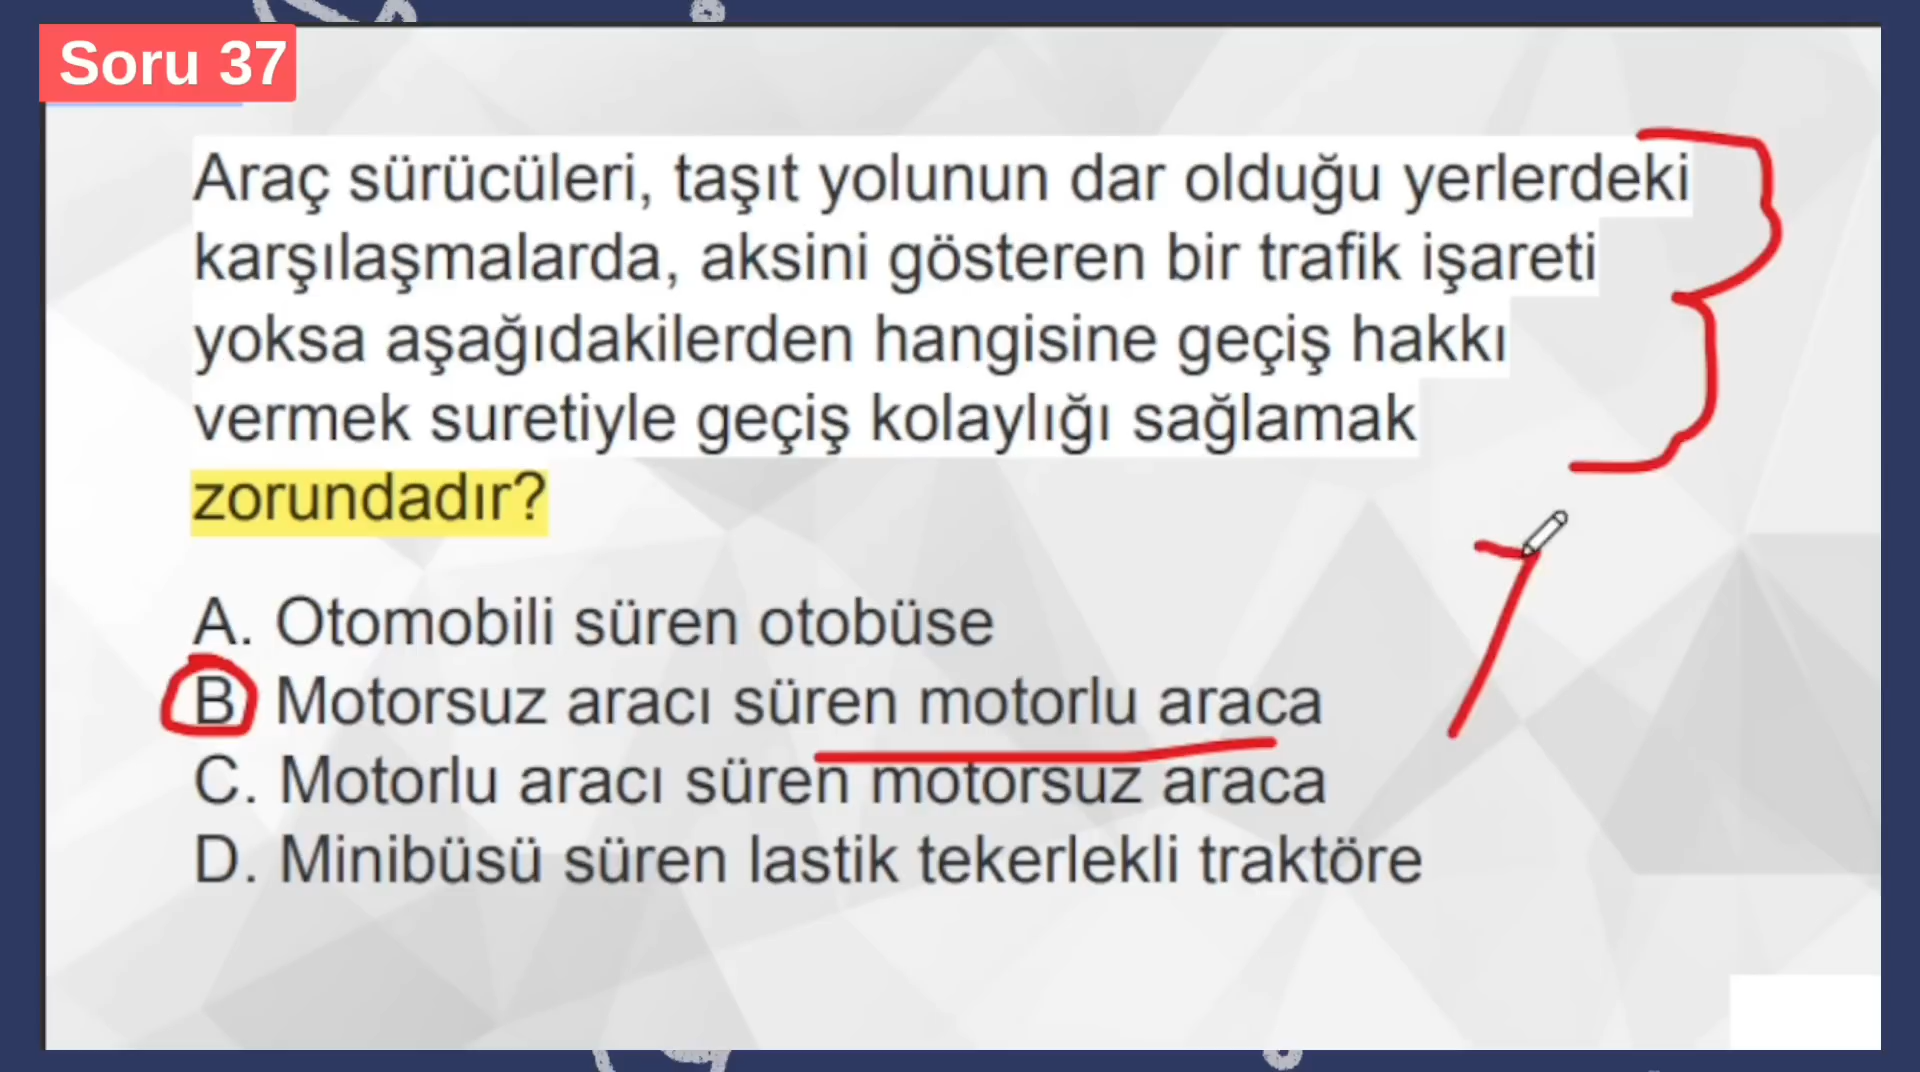 Soru 37
Araç sürücüleri, taşıt yolunun dar olduğu yerlerdeki
karşılaşmalarda, aksini gösteren bir trafik işareti
yoksa aşağıdakilerden hangisine geçiş hakkı
vermek suretiyle geçiş kolaylığı sağlamak
zorundadır?
A. Otomobili süren otobüse
B. Motorsuz aracı süren motorlu araca
C. Motorlu aracı süren motorsuz araca
D. Minibüsü süren lastik tekerlekli traktöre